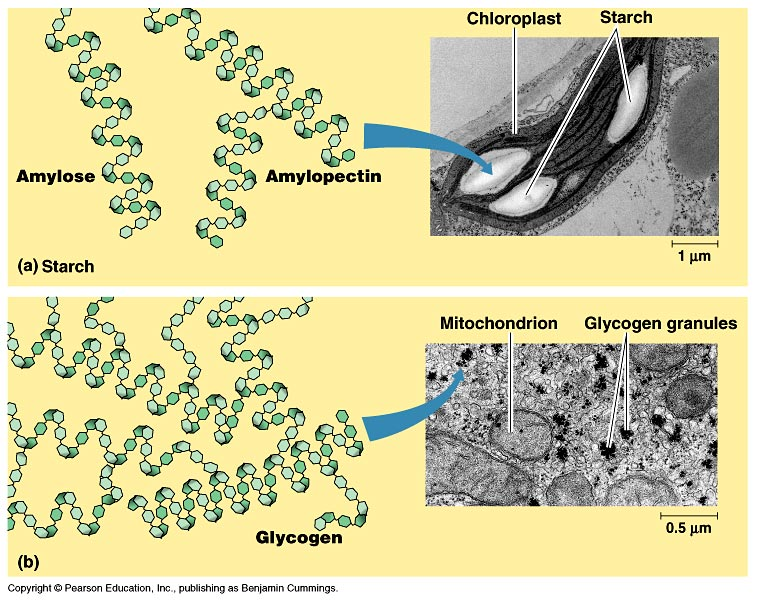 Chloroplast Starch
Amylose
Amylopectin
1 μm
(a) Starch
Mitochondrion Glycogen granules
Glycogen
0.5 μm
(b)
Copyright © Pearson Education, Inc., publishing as Benjamin Cummings.